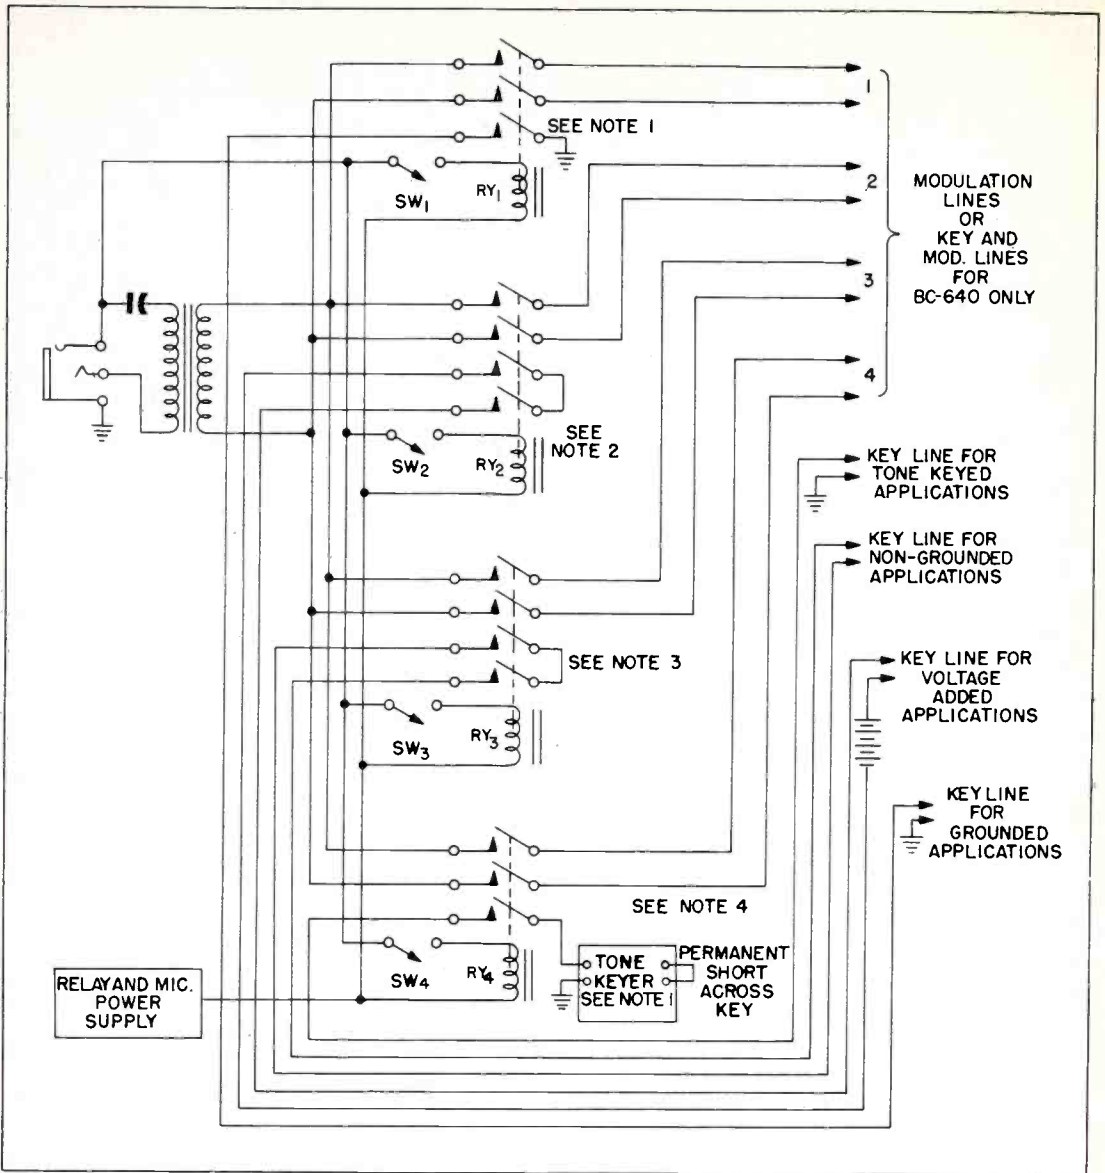 SEE NOTE 1
SW1
RY1
1
2
3
4
MODULATION
LINES
OR
KEY AND
MOD. LINES
FOR
BC-640 ONLY
SEE
NOTE 2
SW2
RY2
KEY LINE FOR
TONE KEYED
APPLICATIONS
KEY LINE FOR
NON-GROUNDED
APPLICATIONS
SEE NOTE 3
SW3
RY3
KEY LINE FOR
VOLTAGE
ADDED
APPLICATIONS
KEY LINE
FOR
GROUNDED
APPLICATIONS
SEE NOTE 4
SW4
RY4
TONE
KEYER
SEE NOTE 1
PERMANENT
SHORT
ACROSS
KEY
RELAY AND MIC.
POWER
SUPPLY